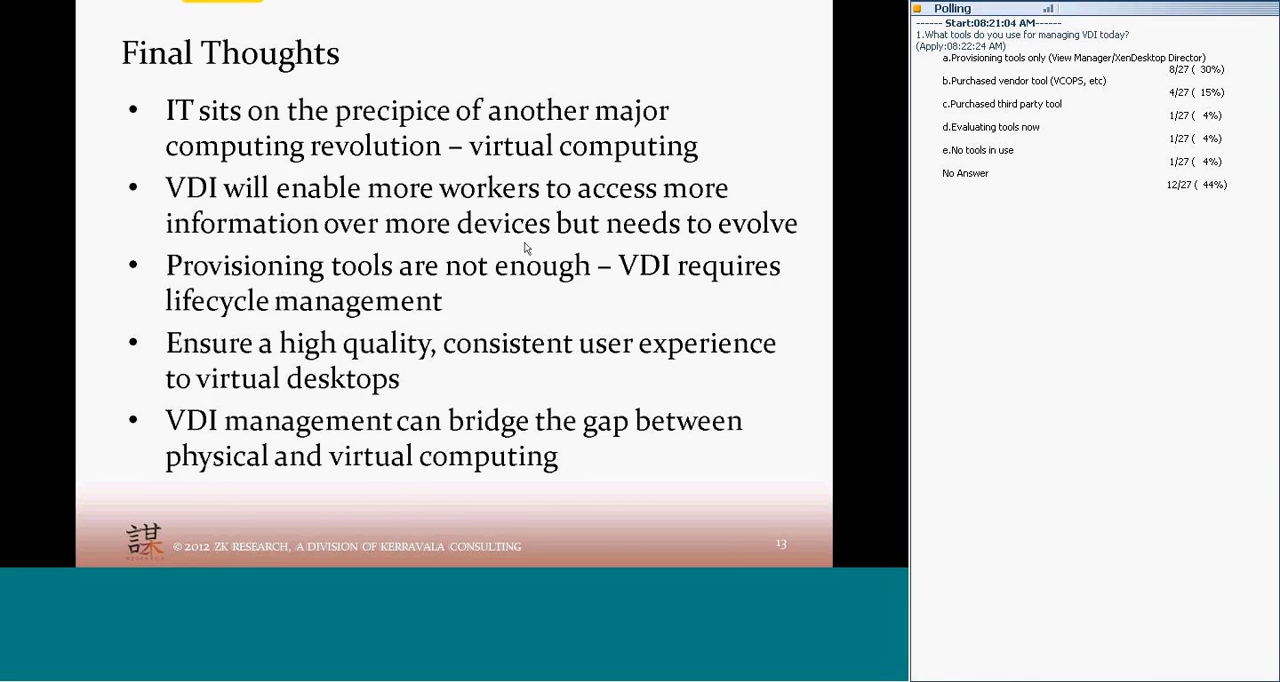 Final Thoughts
• IT sits on the precipice of another major
computing revolution – virtual computing
• VDI will enable more workers to access more
information over more devices but needs to evolve
• Provisioning tools are not enough – VDI requires
lifecycle management
• Ensure a high quality, consistent user experience
to virtual desktops
• VDI management can bridge the gap between
physical and virtual computing
謀
RESEARCH
© 2012 ZK RESEARCH, A DIVISION OF KERRAVALA CONSULTING
13
Polling
------ Start:08:21:04 AM------
1.What tools do you use for managing VDI today?
(Apply:08:22:24 AM)
a.Provisioning tools only (View Manager/XenDesktop Director)
8/27 ( 30%)
b.Purchased vendor tool (VCOPS, etc)
4/27 ( 15%)
c.Purchased third party tool
1/27 ( 4%)
d.Evaluating tools now
1/27 ( 4%)
e.No tools in use
1/27 ( 4%)
No Answer
12/27 ( 44%)